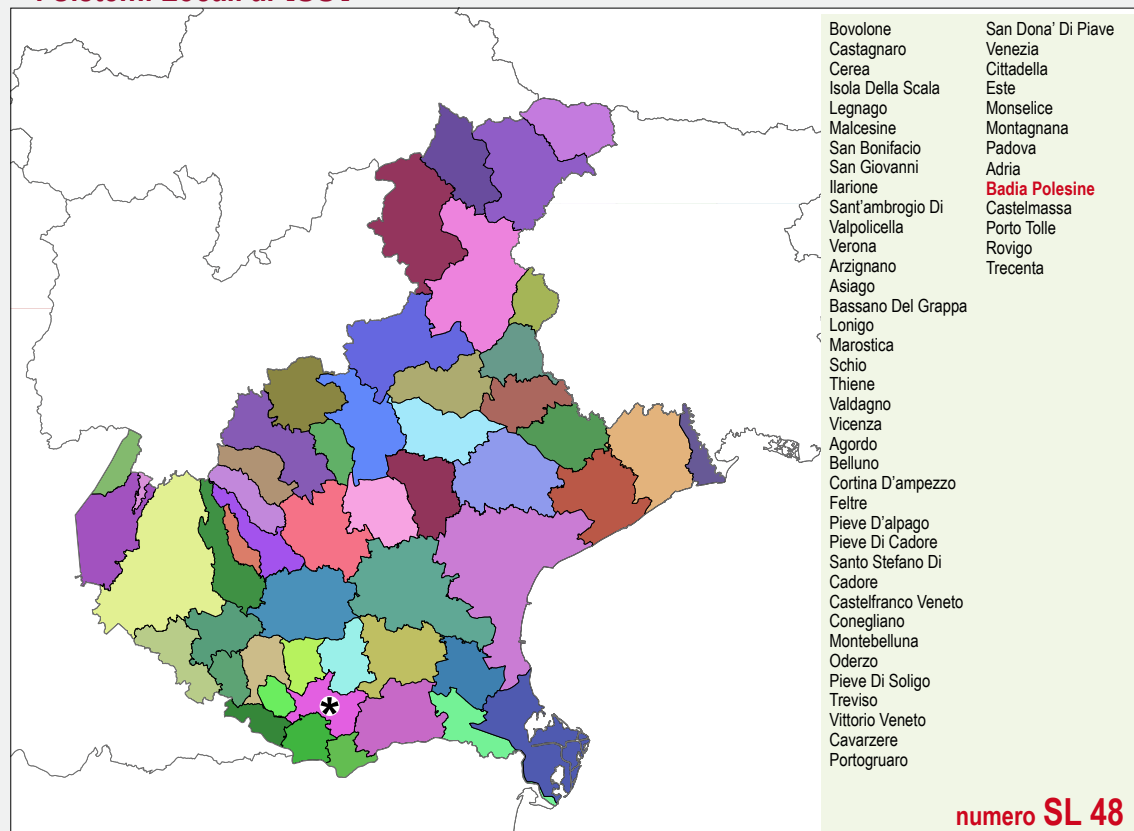 Bovolone
Castagnaro
Cerea
Isola Della Scala
Legnago
Malcesine
San Bonifacio
San Giovanni
Ilarione
Sant'ambrogio Di
Valpolicella
Verona
Arzignano
Asiago
Bassano Del Grappa
Lonigo
Marostica
Schio
Thiene
Valdagno
Vicenza
Agordo
Belluno
Cortina D'ampezzo
Feltre
Pieve D'alpago
Pieve Di Cadore
Santo Stefano Di
Cadore
Castelfranco Veneto
Conegliano
Montebelluna
Oderzo
Pieve Di Soligo
Treviso
Vittorio Veneto
Cavarzere
Portogruaro
San Dona' Di Piave
Venezia
Cittadella
Este
Monselice
Montagnana
Padova
Adria
Badia Polesine
Castelmassa
Porto Tolle
Rovigo
Trecenta
*
numero SL 48